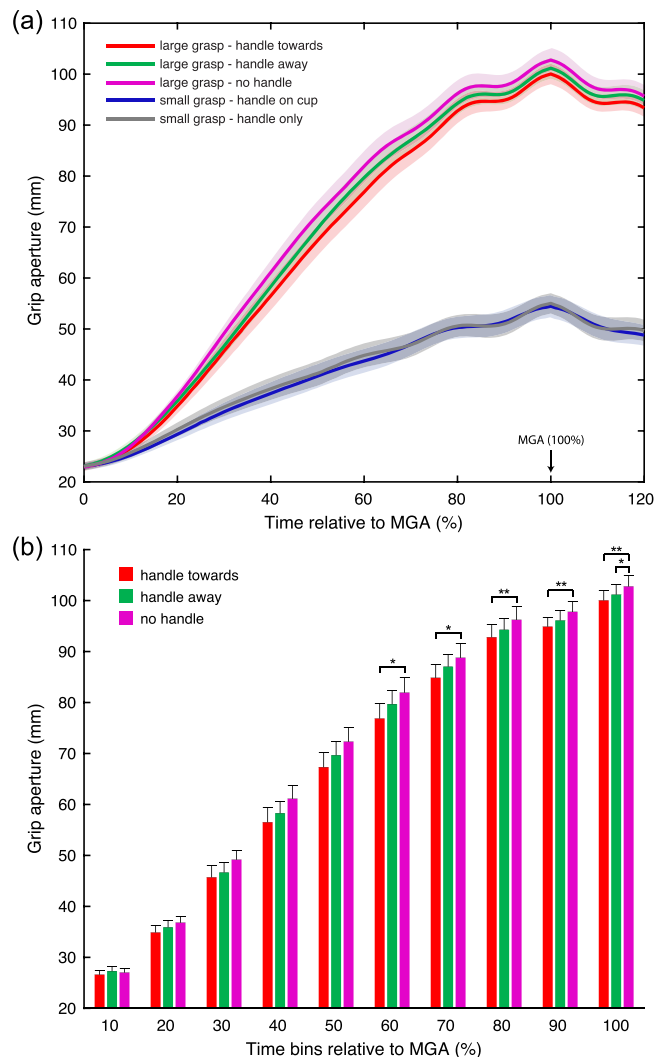 (a)
110
100
90
80
70
60
50
40
30
20
Grip aperture (mm)
large grasp - handle towards
large grasp - handle away
large grasp - no handle
small grasp - handle on cup
small grasp - handle only
MGA (100%)
0 20 40 60 80 100 120
Time relative to MGA (%)
(b)
110
100
90
80
70
60
50
40
30
20
Grip aperture (mm)
handle towards
handle away
no handle
*
*
**
**
**
*
10 20 30 40 50 60 70 80 90 100
Time bins relative to MGA (%)